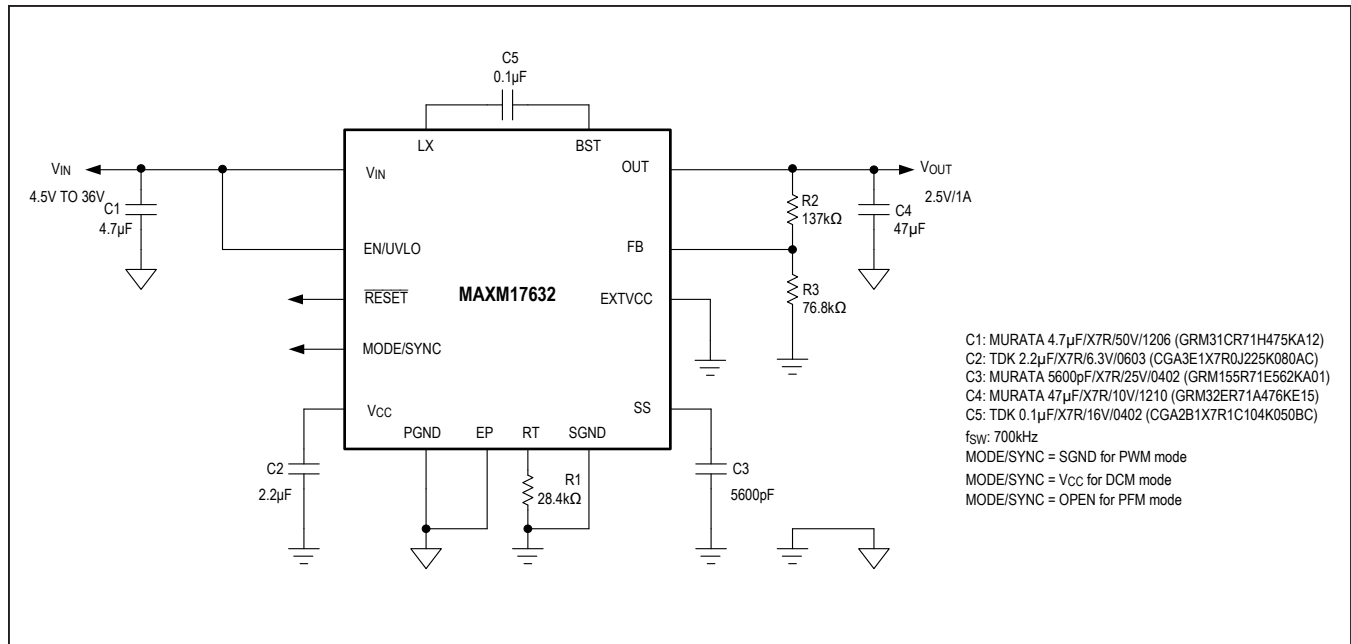 C5
0.1µF
LX
BST
VIN
4.5V TO 36V
C1
4.7µF
VIN
OUT
VOUT
2.5V/1A
R2
137kΩ
C4
47µF
EN/UVLO
FB
RESET
MAXM17632
EXTVCC
R3
76.8kΩ
MODE/SYNC
VCC
SS
PGND
EP
RT
SGND
C2
2.2µF
R1
28.4kΩ
C3
5600pF
C1: MURATA 4.7µF/X7R/50V/1206 (GRM31CR71H475KA12)
C2: TDK 2.2µF/X7R/6.3V/0603 (CGA3E1X7R0J225K080AC)
C3: MURATA 5600pF/X7R/25V/0402 (GRM155R71E562KA01)
C4: MURATA 47µF/X7R/10V/1210 (GRM32ER71A476KE15)
C5: TDK 0.1µF/X7R/16V/0402 (CGA2B1X7R1C104K050BC)
fSW: 700kHz
MODE/SYNC = SGND for PWM mode
MODE/SYNC = VCC for DCM mode
MODE/SYNC = OPEN for PFM mode